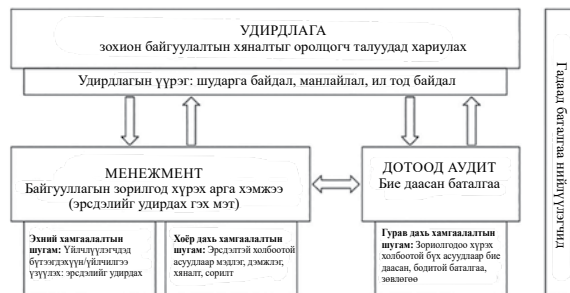 УДИРДЛАГА
зохион байгуулалтын хяналтыг оролцогч талуудад хариулах
Удирдлагын үүрэг: шударга байдал, манлайлал, ил тод байдал
МЕНЕЖМЕНТ
Байгууллагын зорилгод хүрэх арга хэмжээ
(эрсдэлийг удирдах гэх мэт)
Эхний хамгаалалтын
шугам: Үйлчлүүлэгчдэд
бүтээгдэхүүн/үйлчилгээ
үзүүлэх: эрсдэлийг удирдах
Хоёр дахь хамгаалалтын
шугам: Эрсдэлтэй холбоотой
асуудлаар мэдлэг, дэмжлэг,
хяналт, сорилт
ДОТООД АУДИТ
Бие даасан баталгаа
Гурав дахь хамгаалалтын
шугам: Зориолгодоо хүрэх
холбоотой бүх асуудлаар бие
даасан, бодитой баталгаа,
зөвлөгөө
Гадаад баталгаа нийлүүлэгчид